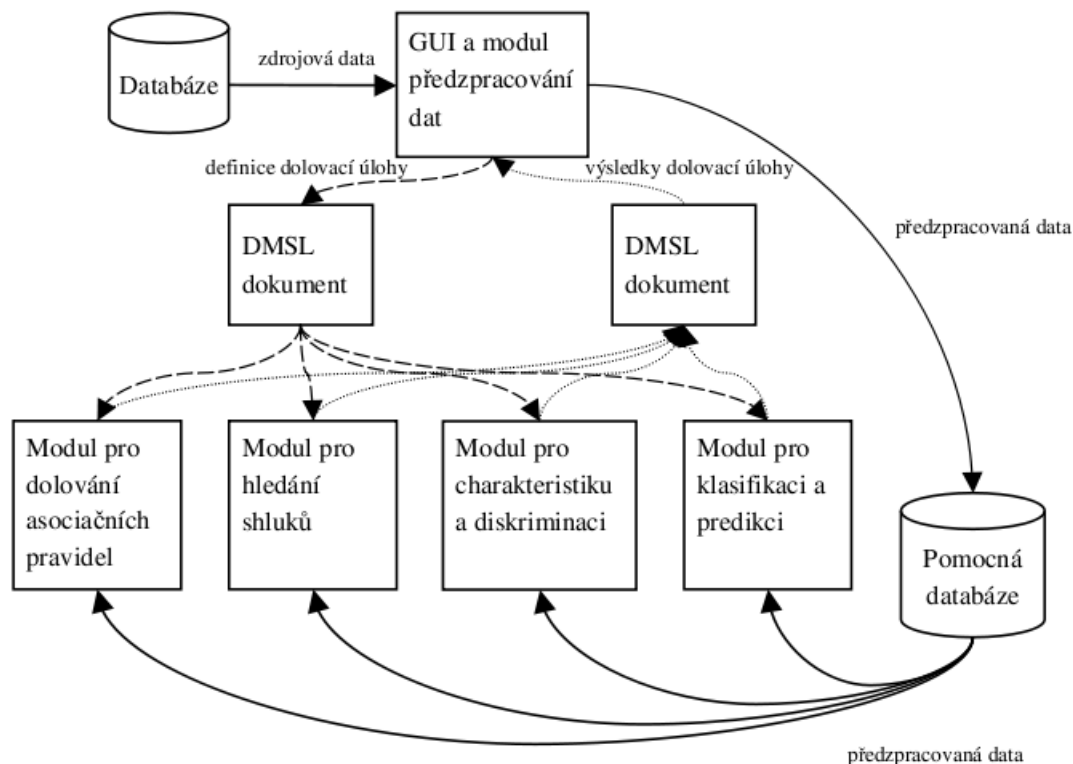 GUI a modul
předzpracování
dat
zdrojová data
Databáze
definice dolovací úlohy
výsledky dolovací úlohy
DMSL
dokument
DMSL
dokument
předzpracovaná data
Modul pro
dolování
asociačních
pravidel
Modul pro
hledání
shluků
Modul pro
charakteristiku
a diskriminaci
Modul pro
klasifikaci a
predikci
Pomocná
databáze
předzpracovaná data